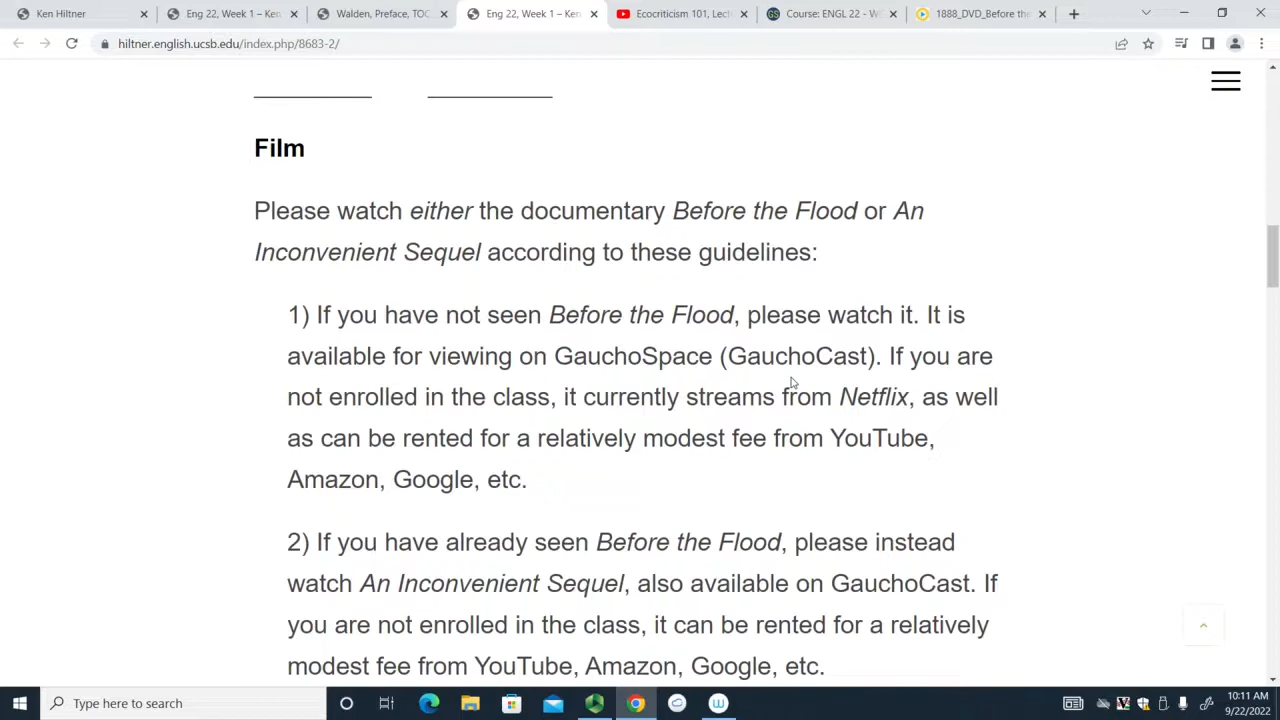 Ken Hiltner
Eng 22, Week 1 – Ken
Walden, Preface, TOC
Eng 22, Week 1 – Ken
Ecocriticism 101, Lect
Course: ENGL 22 - W
1888_DVD_Before the
hiltner.english.ucsb.edu/index.php/8683-2/
Film
Please watch either the documentary Before the Flood or An
Inconvenient Sequel according to these guidelines:
1) If you have not seen Before the Flood, please watch it. It is
available for viewing on GauchoSpace (GauchoCast). If you are
not enrolled in the class, it currently streams from Netflix, as well
as can be rented for a relatively modest fee from YouTube,
Amazon, Google, etc.
2) If you have already seen Before the Flood, please instead
watch An Inconvenient Sequel, also available on GauchoCast. If
you are not enrolled in the class, it can be rented for a relatively
modest fee from YouTube, Amazon, Google, etc.
Type here to search
10:11 AM
9/22/2022